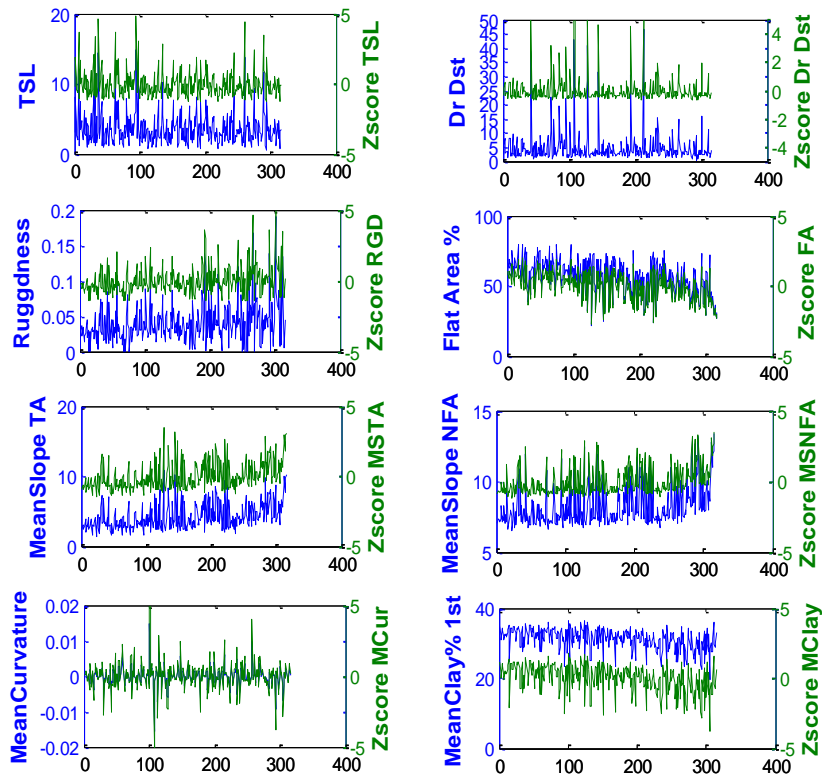 TSL
20
10
0
0 100 200 300 400
5
0
-5
Zscore TSL
Dr Dst
50
45
40
35
30
25
20
15
10
5
0
0 100 200 300 400
4
2
0
-2
-4
Zscore Dr Dst
Ruggdness
0.2
0.15
0.1
0.05
0
0 100 200 300 400
5
0
-5
Zscore RGD
Flat Area %
100
50
0
0 100 200 300 400
5
0
-5
Zscore FA
MeanSlope TA
20
10
0
0 100 200 300 400
5
0
-5
Zscore MSTA
MeanSlope NFA
15
10
5
0 100 200 300 400
5
0
-5
Zscore MSNFA
MeanCurvature
0.02
0.01
0
-0.01
-0.02
0 100 200 300 400
5
0
-5
Zscore MCur
MeanClay% 1st
40
20
0
0 100 200 300 400
5
0
-5
Zscore MClay